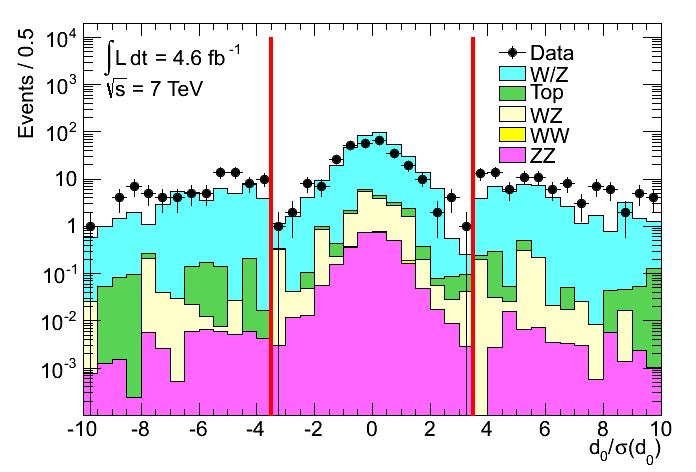 Events / 0.5
10⁴
10³
10²
10
1
10⁻¹
10⁻²
10⁻³
∫L dt = 4.6 fb⁻¹
√s = 7 TeV
Data
W/Z
Top
WZ
WW
ZZ
-10 -8 -6 -4 -2 0 2 4 6 8 10
d₀/σ(d₀)